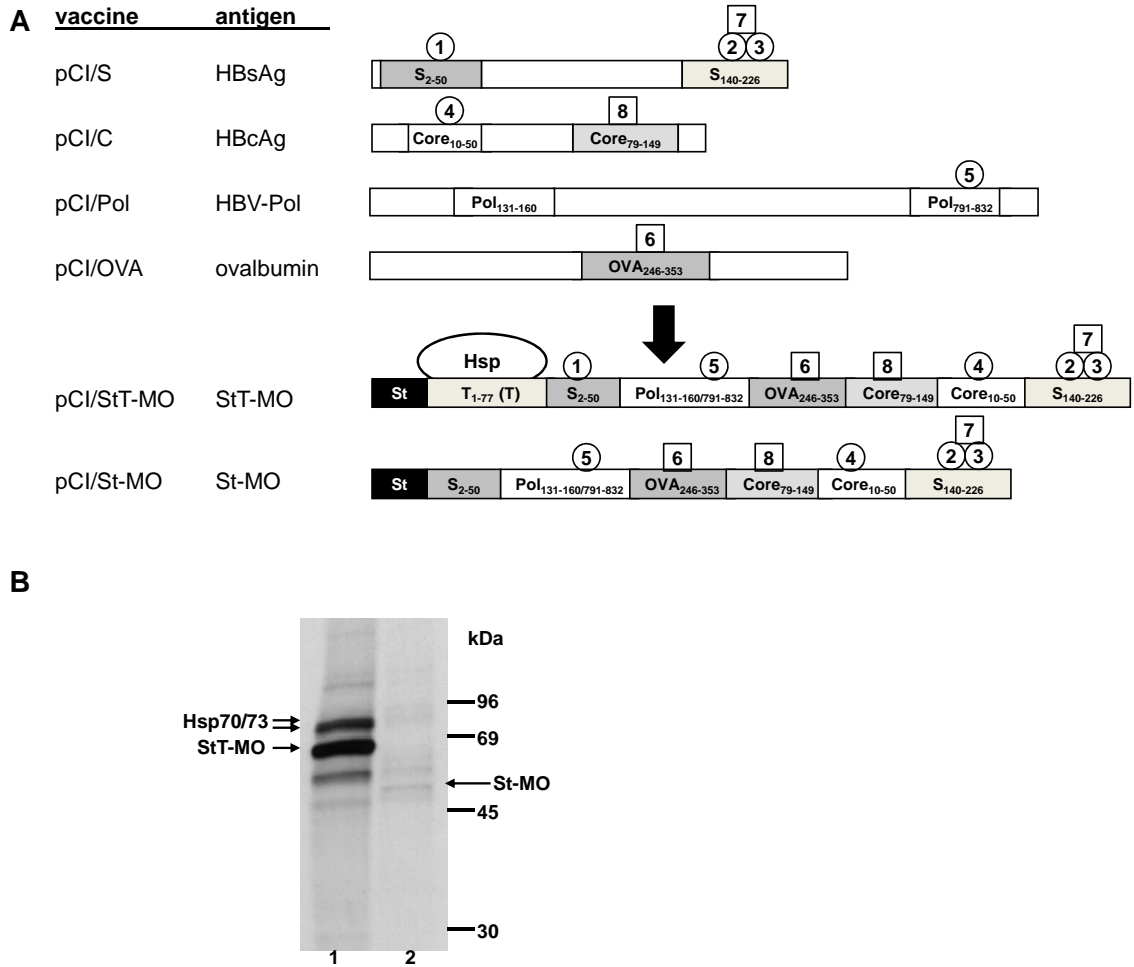 A
vaccine antigen
7
1 2 3
pCI/S HBsAg S2-50 S140-226
4 8
pCI/C HBcAg Core10-50 Core79-149
5
pCI/Pol HBV-Pol Pol131-160 Pol791-832
6
pCI/OVA ovalbumin OVA246-353
7
Hsp 1 5 6 8 4 2 3
pCI/StT-MO StT-MO St T1-77 (T) S2-50 Pol131-160/791-832 OVA246-353 Core79-149 Core10-50 S140-226
7
5 6 8 4 2 3
pCI/St-MO St-MO St S2-50 Pol131-160/791-832 OVA246-353 Core79-149 Core10-50 S140-226
B
kDa
96
Hsp70/73
69
StT-MO
St-MO
45
30
1 2